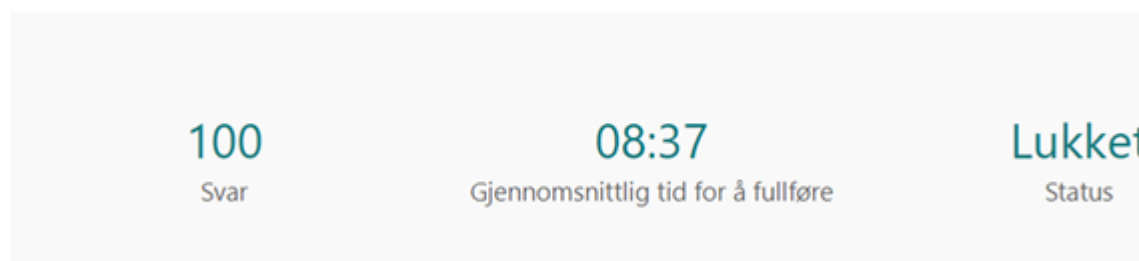 100 08:37 Lukket
Svar Gjennomsnittlig tid for å fullføre Status